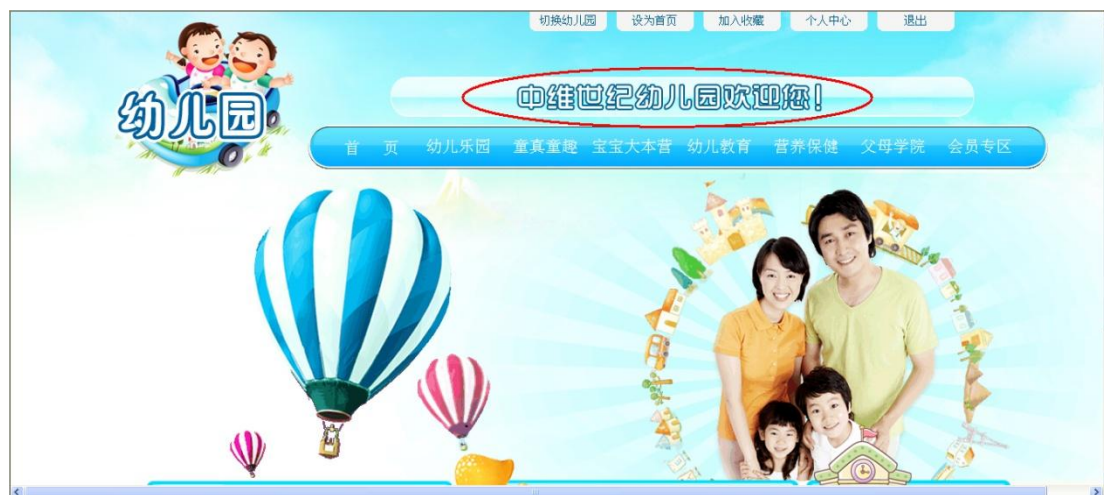 切换幼儿园 设为首页 加入收藏 个人中心 退出
幼儿园
中维世纪幼儿园欢迎您!
首 页 幼儿乐园 童真童趣 宝宝大本营 幼儿教育 营养保健 父母学院 会员专区